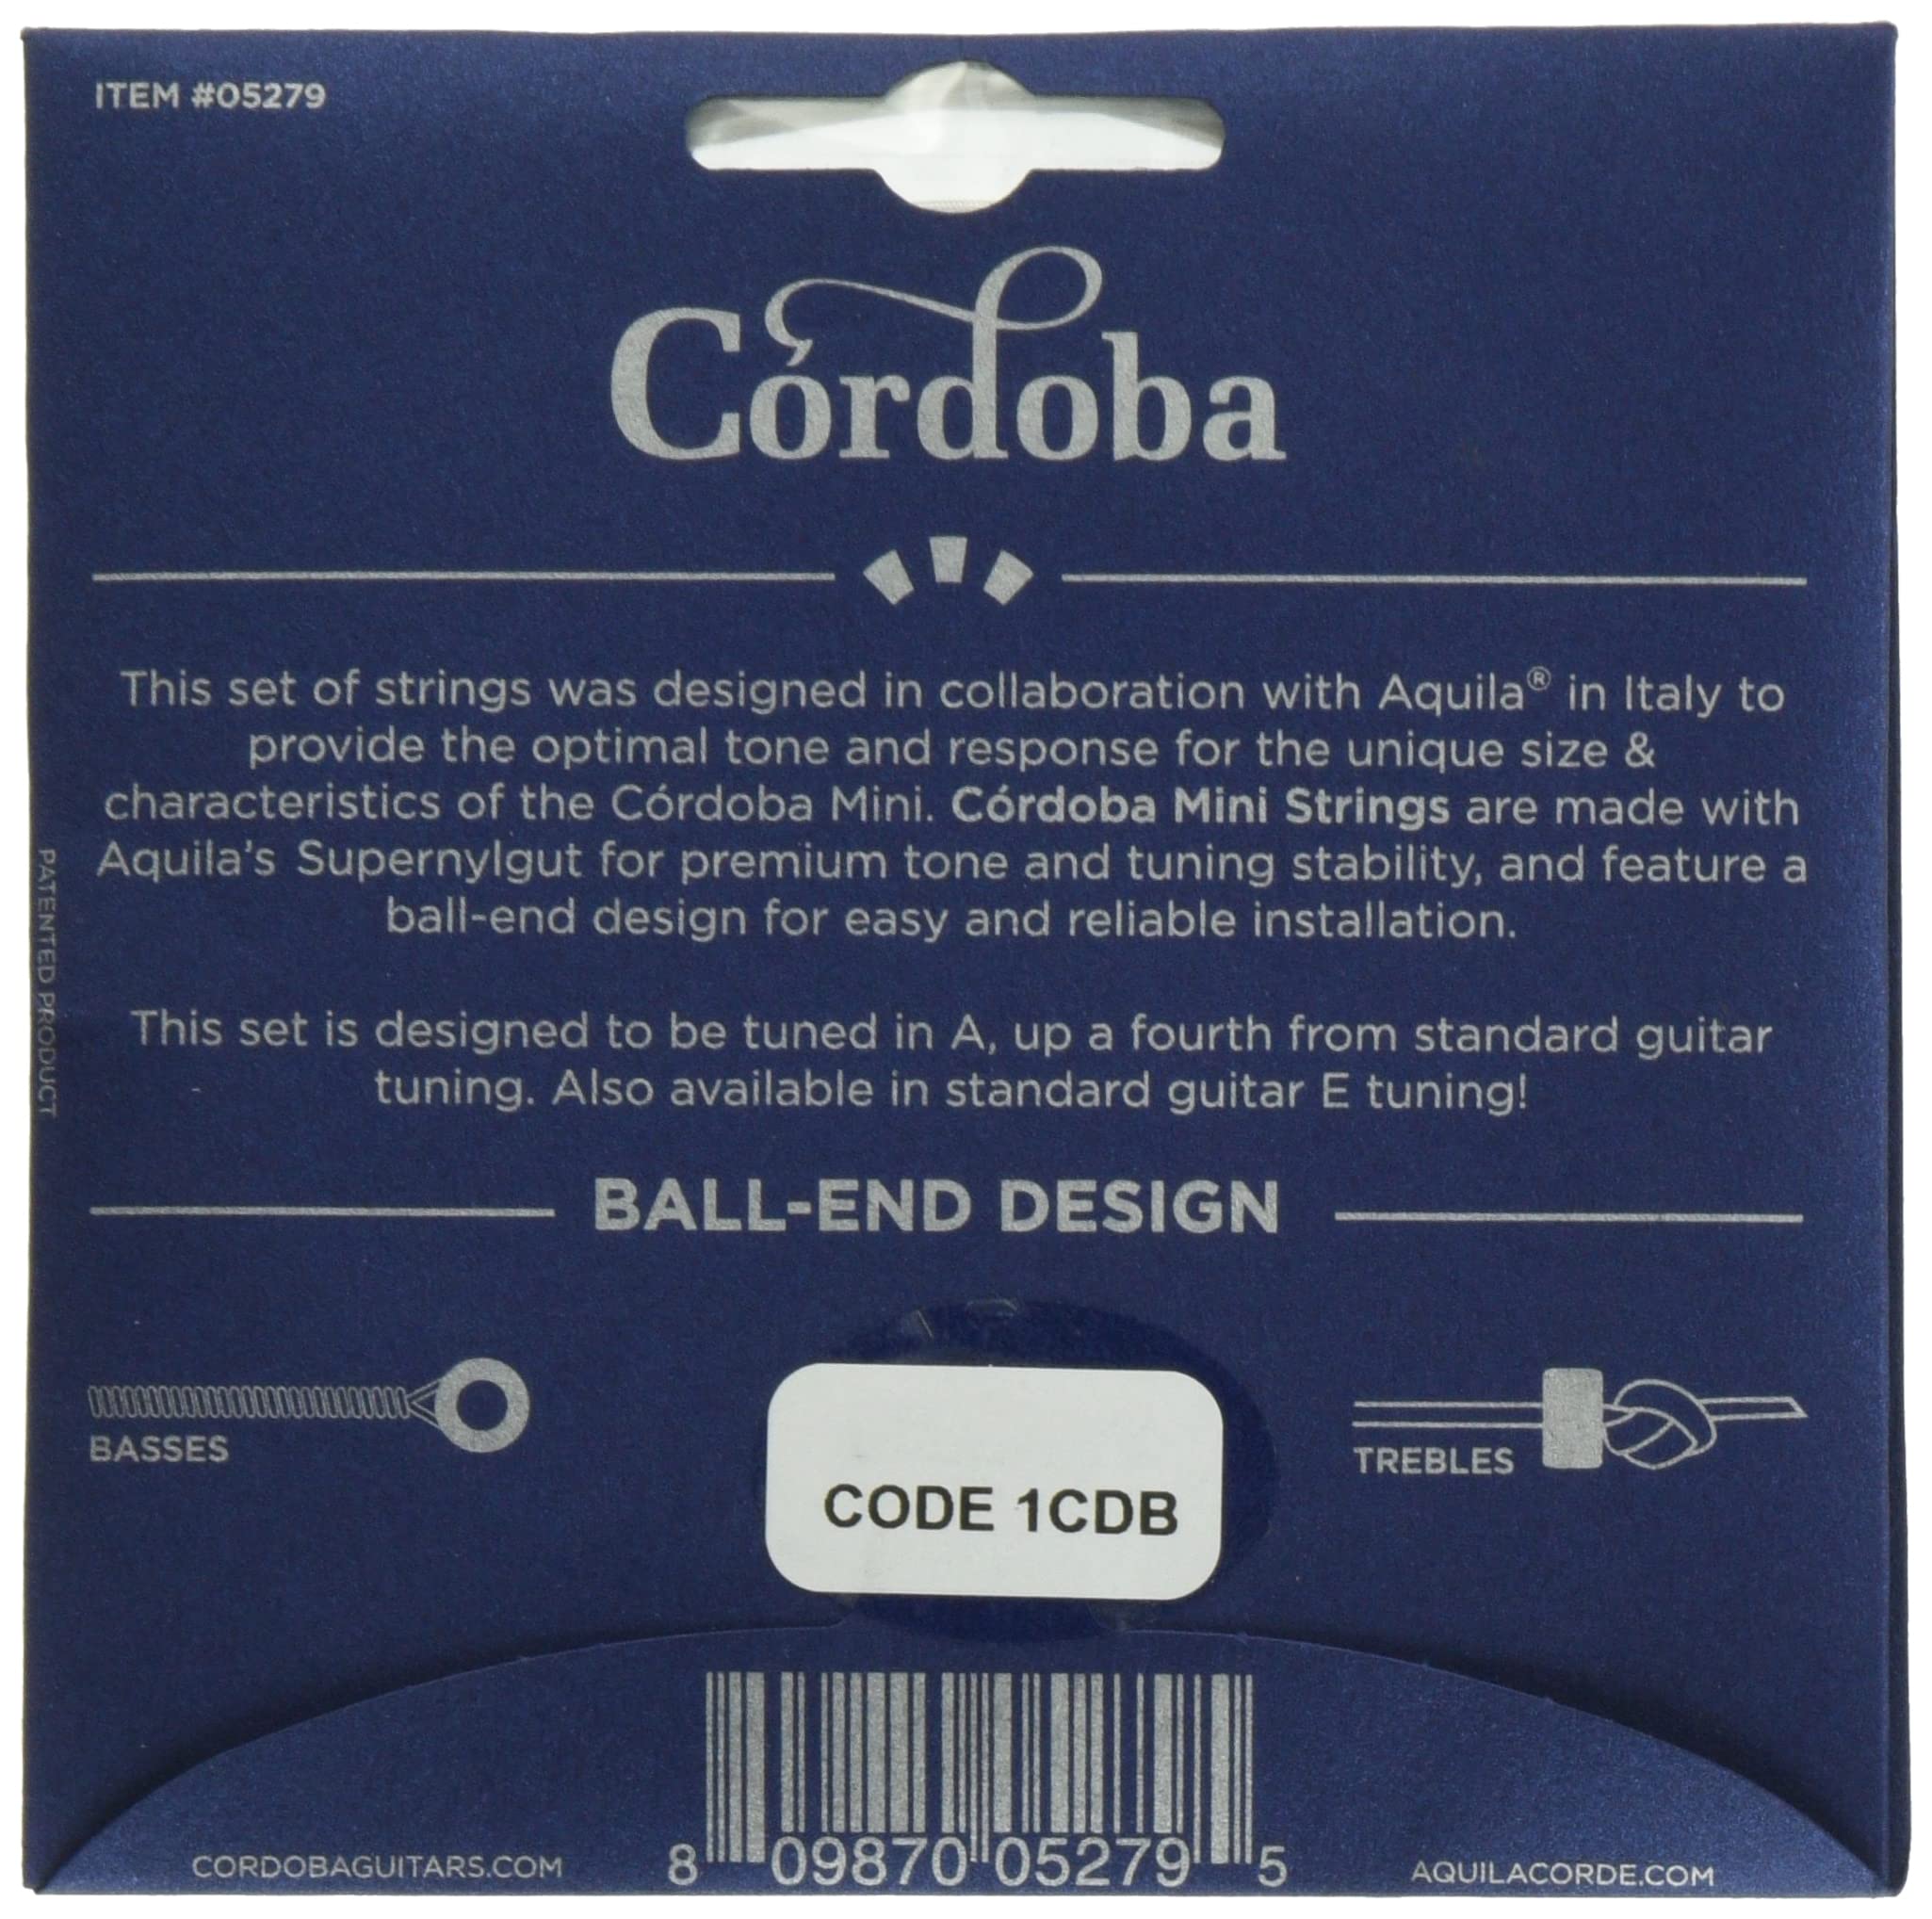 ITEM #05279
Córdoba
This set of strings was designed in collaboration with Aquila® in Italy to
provide the optimal tone and response for the unique size &
characteristics of the Córdoba Mini. Córdoba Mini Strings are made with
Aquila's Supernylgut for premium tone and tuning stability, and feature a
ball-end design for easy and reliable installation.
This set is designed to be tuned in A, up a fourth from standard guitar
tuning. Also available in standard guitar E tuning!
PATENTED PRODUCT
BALL-END DESIGN
BASSES
TREBLES
CODE 1CDB
CORDOBAGUITARS.COM
8 09870 05279 5
AQUILACORDE.COM